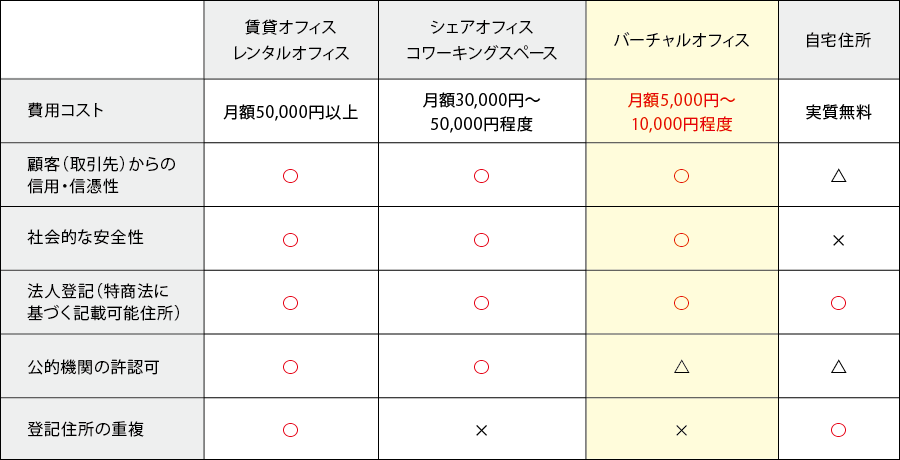 賃貸オフィス
レンタルオフィス
シェアオフィス
コワーキングスペース
バーチャルオフィス
自宅住所
費用コスト
月額50,000円以上
月額30,000円〜
50,000円程度
月額5,000円〜
10,000円程度
実質無料
顧客（取引先）からの
信用・信憑性
○
○
○
△
社会的な安全性
○
○
○
×
法人登記（特商法に
基づく記載可能住所）
○
○
○
○
公的機関の許認可
○
○
△
△
登記住所の重複
○
×
×
○